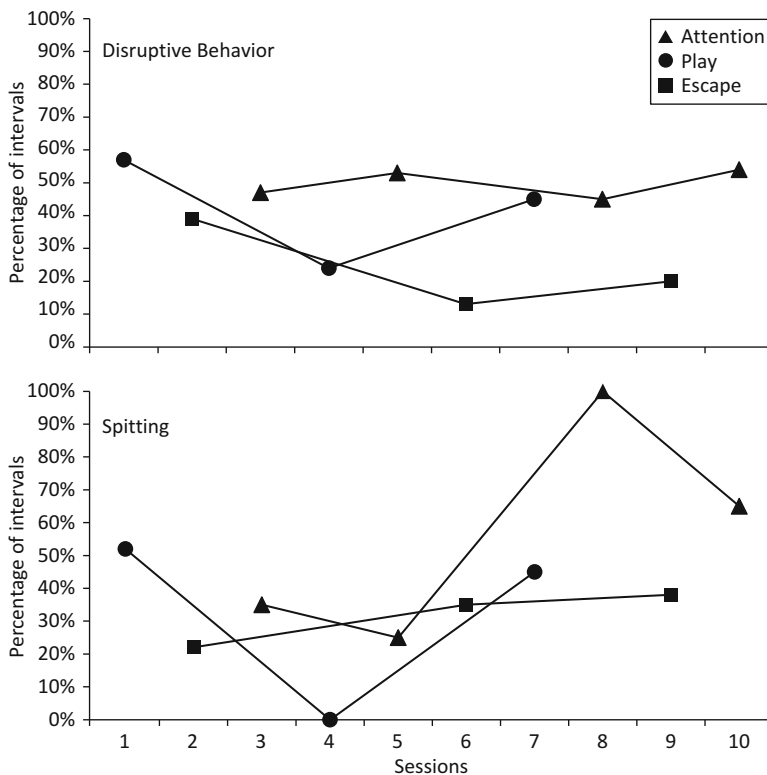 Disruptive Behavior
Attention
Play
Escape
Percentage of intervals
100%
90%
80%
70%
60%
50%
40%
30%
20%
10%
0%
Spitting
Percentage of intervals
100%
90%
80%
70%
60%
50%
40%
30%
20%
10%
0%
1 2 3 4 5 6 7 8 9 10
Sessions